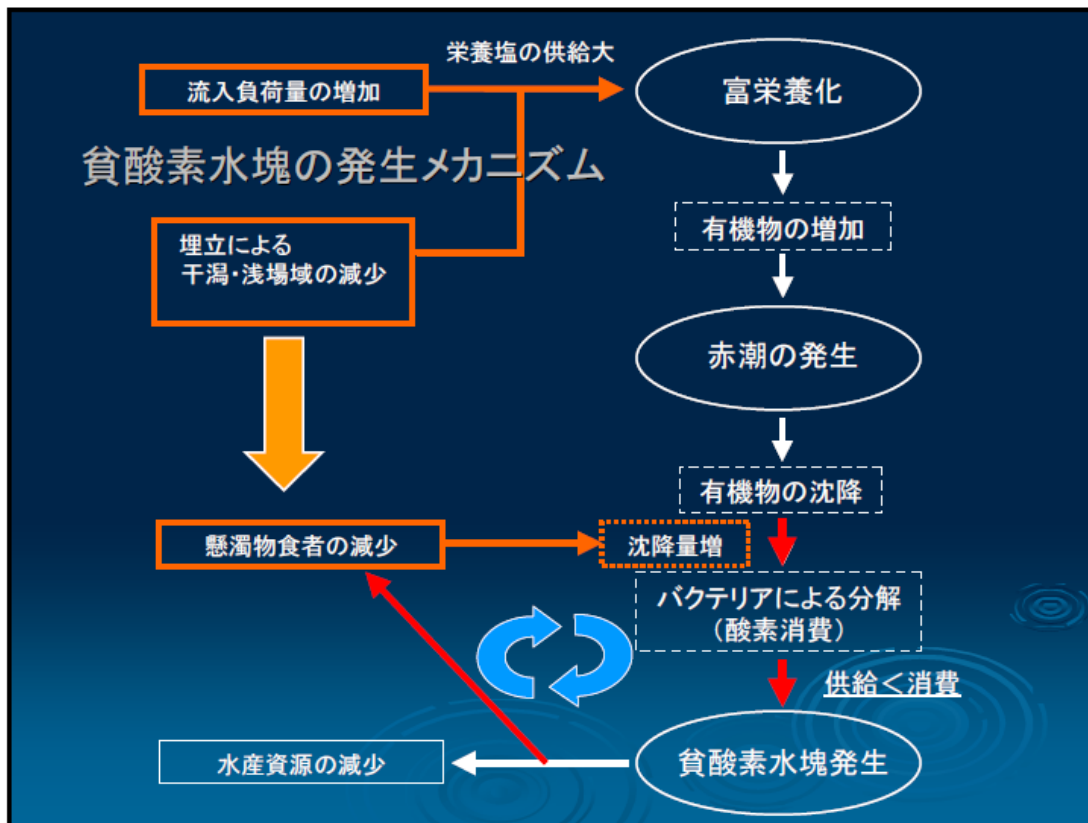 栄養塩の供給大
流入負荷量の増加
富栄養化
貧酸素水塊の発生メカニズム
埋立による
干潟・浅場域の減少
有機物の増加
赤潮の発生
有機物の沈降
懸濁物食者の減少
沈降量増
バクテリアによる分解
（酸素消費）
供給＜消費
水産資源の減少
貧酸素水塊発生